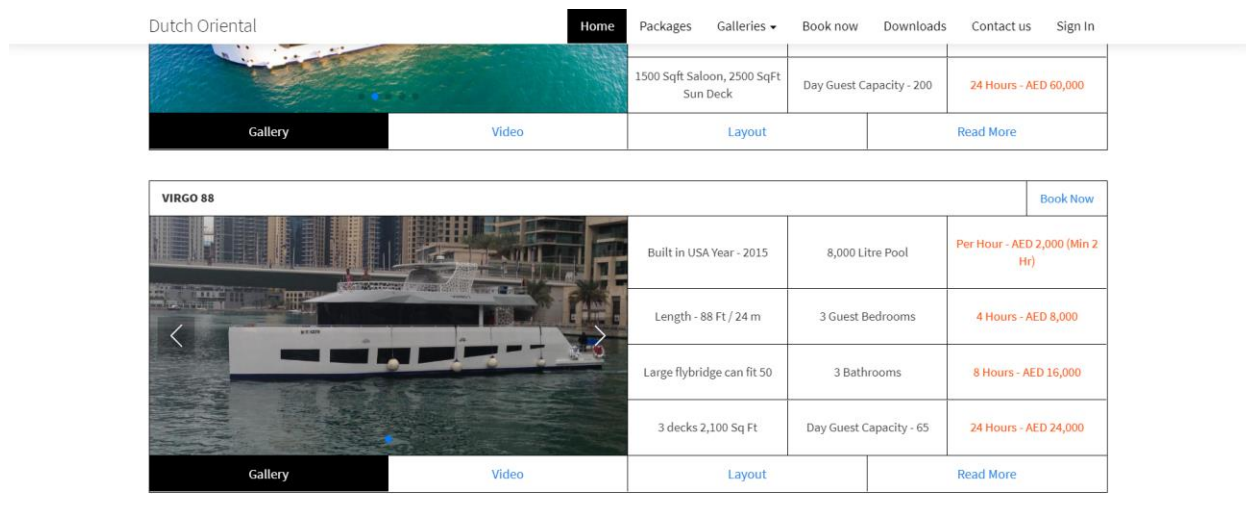 Dutch Oriental
Home
Packages
Galleries
Book now
Downloads
Contact us
Sign In
1500 Sqft Saloon, 2500 SqFt
Sun Deck
Day Guest Capacity - 200
24 Hours - AED 60,000
Gallery
Video
Layout
Read More
VIRGO 88
Book Now
Built in USA Year - 2015
8,000 Litre Pool
Per Hour - AED 2,000 (Min 2
Hr)
Length - 88 Ft / 24 m
3 Guest Bedrooms
4 Hours - AED 8,000
Large flybridge can fit 50
3 Bathrooms
8 Hours - AED 16,000
3 decks 2,100 Sq Ft
Day Guest Capacity - 65
24 Hours - AED 24,000
Gallery
Video
Layout
Read More